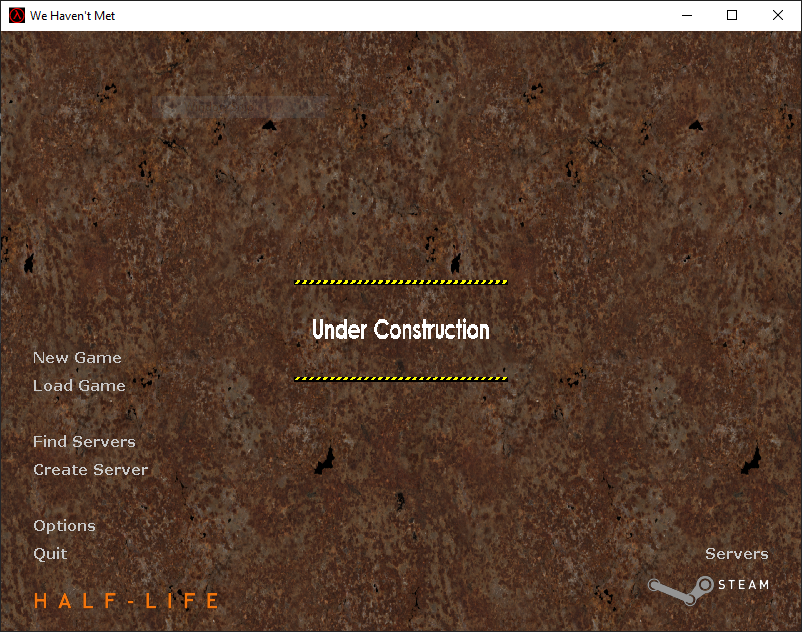 We Haven't Met
Under Construction
New Game
Load Game
Find Servers
Create Server
Options
Quit
Servers
HALF-LIFE
STEAM